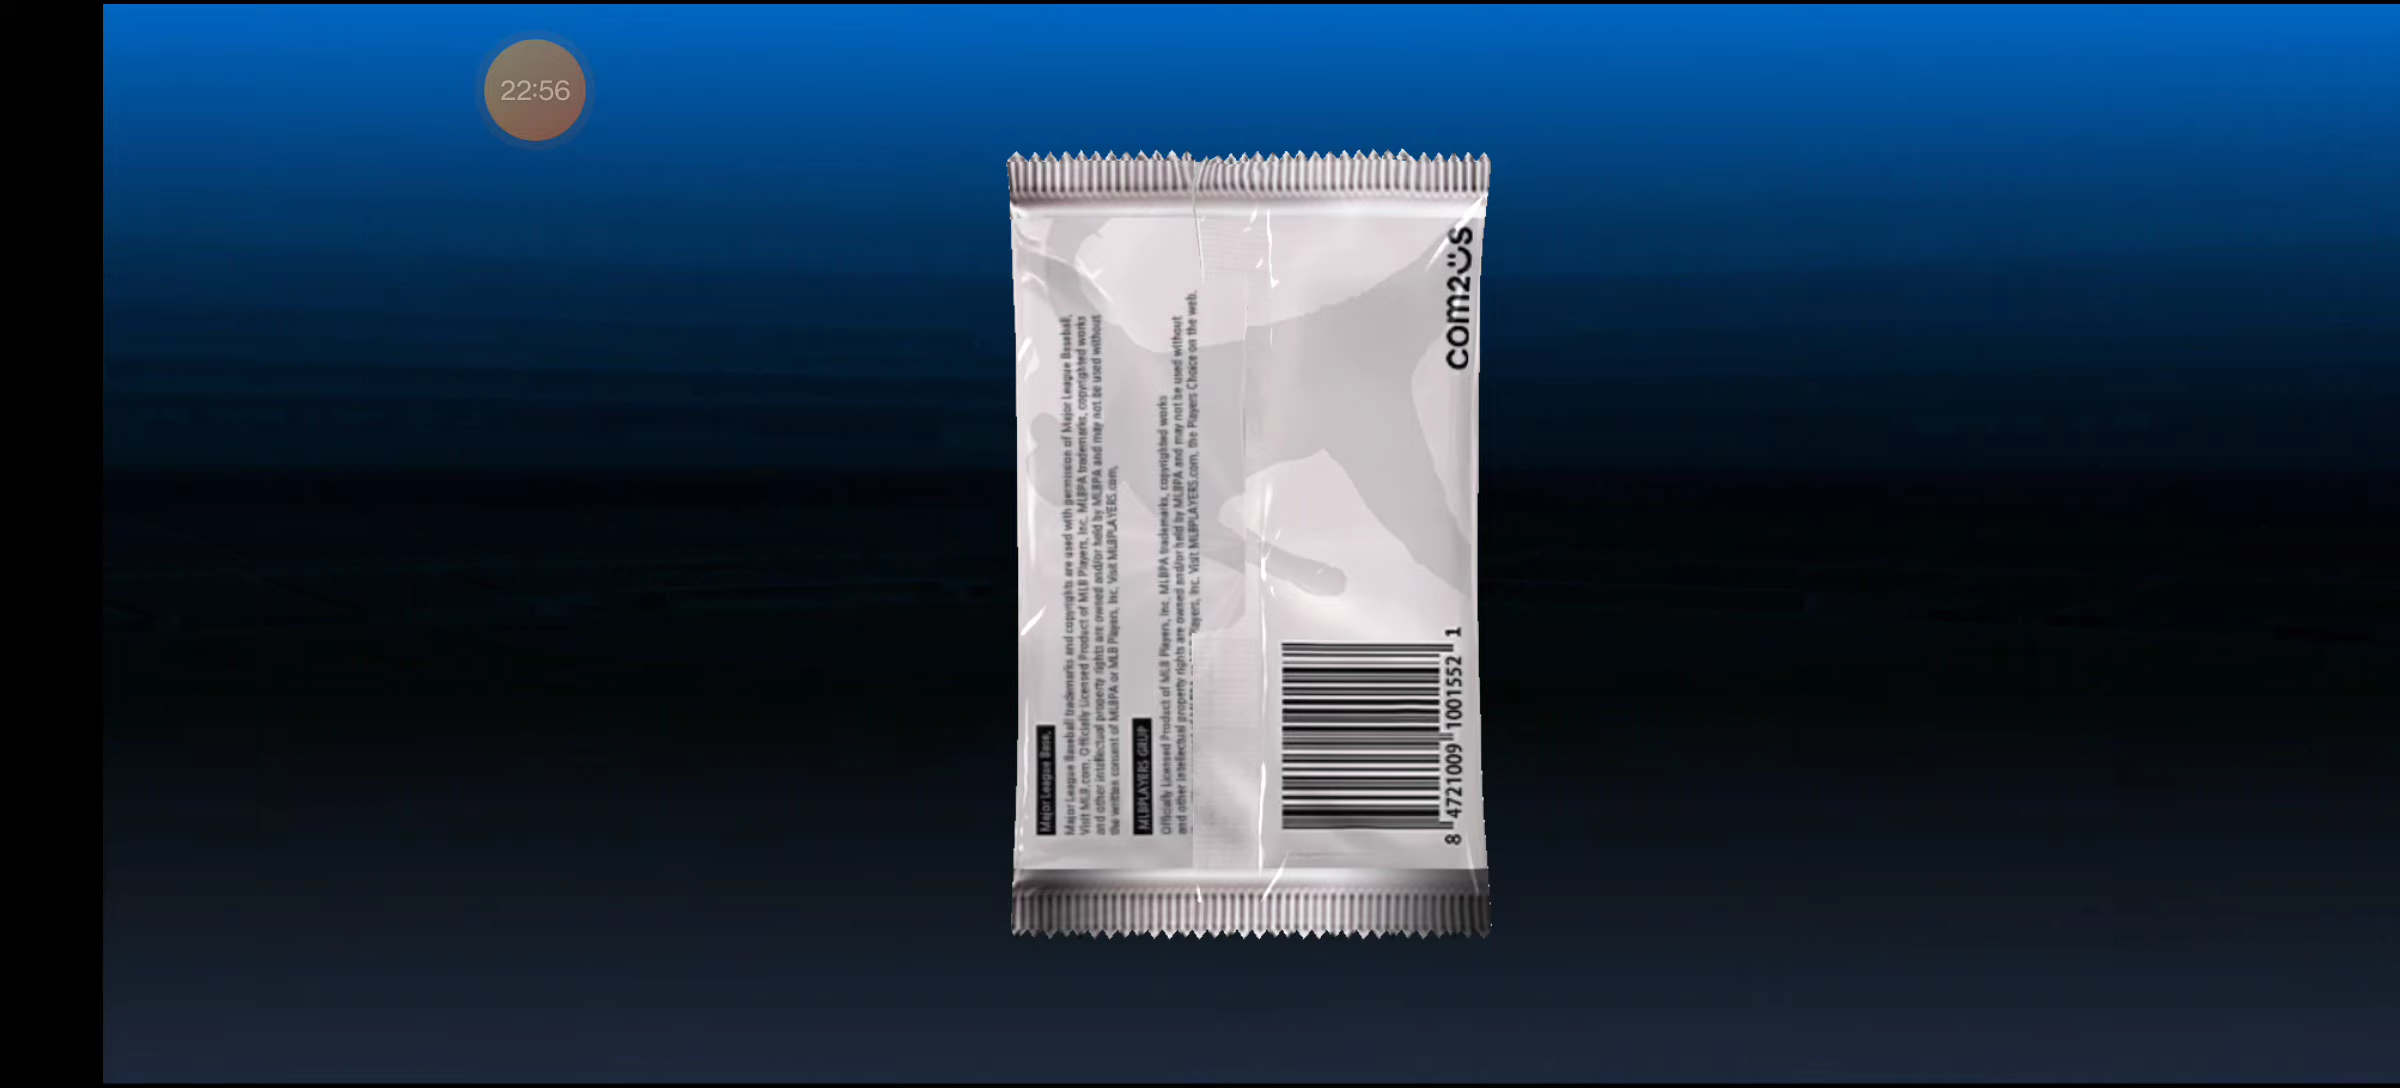 22:56
com2us
Major League Base,
Major League Baseball trademarks and copyrights are used with permission of Major League Baseball,
Visit MLB.com, Officially Licensed Product of MLB Players, Inc. MLBPA trademarks, copyrighted works
and other intellectual property rights are owned and/or held by MLBPA and may not be used without
the written consent of MLBPA or MLB Players, Inc. Visit MLBPLAYERS.com,
MLBPLAYERS GRUP
Officially Licensed Product of MLB Players, Inc. MLBPA trademarks, copyrighted works
and other intellectual property rights are owned and/or held by MLBPA and may not be used without
Players, Inc. Visit MLBPLAYERS.com, the Players Choice on the web.
8 4721009 1001552 1